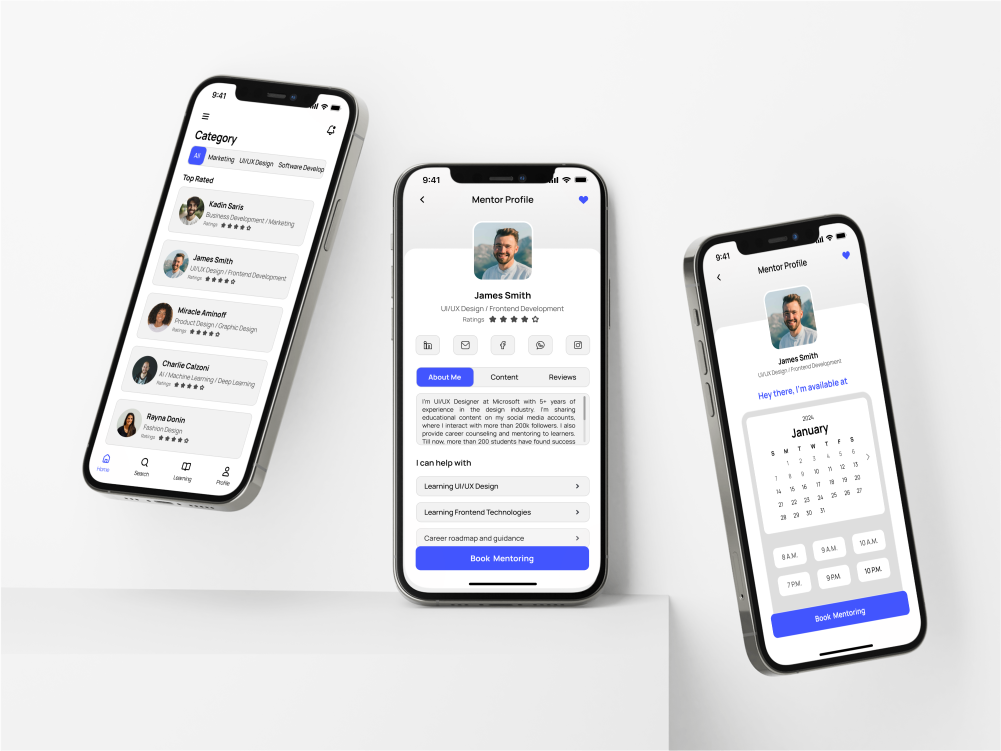 9:41
Category
All Marketing UI/UX Design Software Develop
Top Rated
Kadin Saris
Business Development / Marketing
Ratings
James Smith
UI/UX Design / Frontend Development
Ratings
Miracle Aminoff
Product Design / Graphic Design
Ratings
Charlie Calzoni
AI / Machine Learning / Deep Learning
Ratings
Rayna Donin
Fashion Design
Ratings
Home Search Learning Profile
9:41
Mentor Profile
James Smith
UI/UX Design / Frontend Development
Ratings
About Me Content Reviews
I'm UI/UX Designer at Microsoft with 5+ years of
experience in the design industry. I'm sharing
educational content on my social media accounts,
where I interact with more than 200k followers. I also
provide career counseling and mentoring to learners.
Till now, more than 200 students have found success
I can help with
Learning UI/UX Design
Learning Frontend Technologies
Career roadmap and guidance
Book Mentoring
9:41
Mentor Profile
James Smith
UI/UX Design / Frontend Development
Hey there, I'm available at
2024,
January
S M T W T F S
1 2 3 4 5 6
7 8 9 10 11 12 13
14 15 16 17 18 19 20
21 22 23 24 25 26 27
28 29 30 31
8 A.M. 9 A.M. 10 A.M.
7 P.M. 9 P.M. 10 P.M.
Book Mentoring